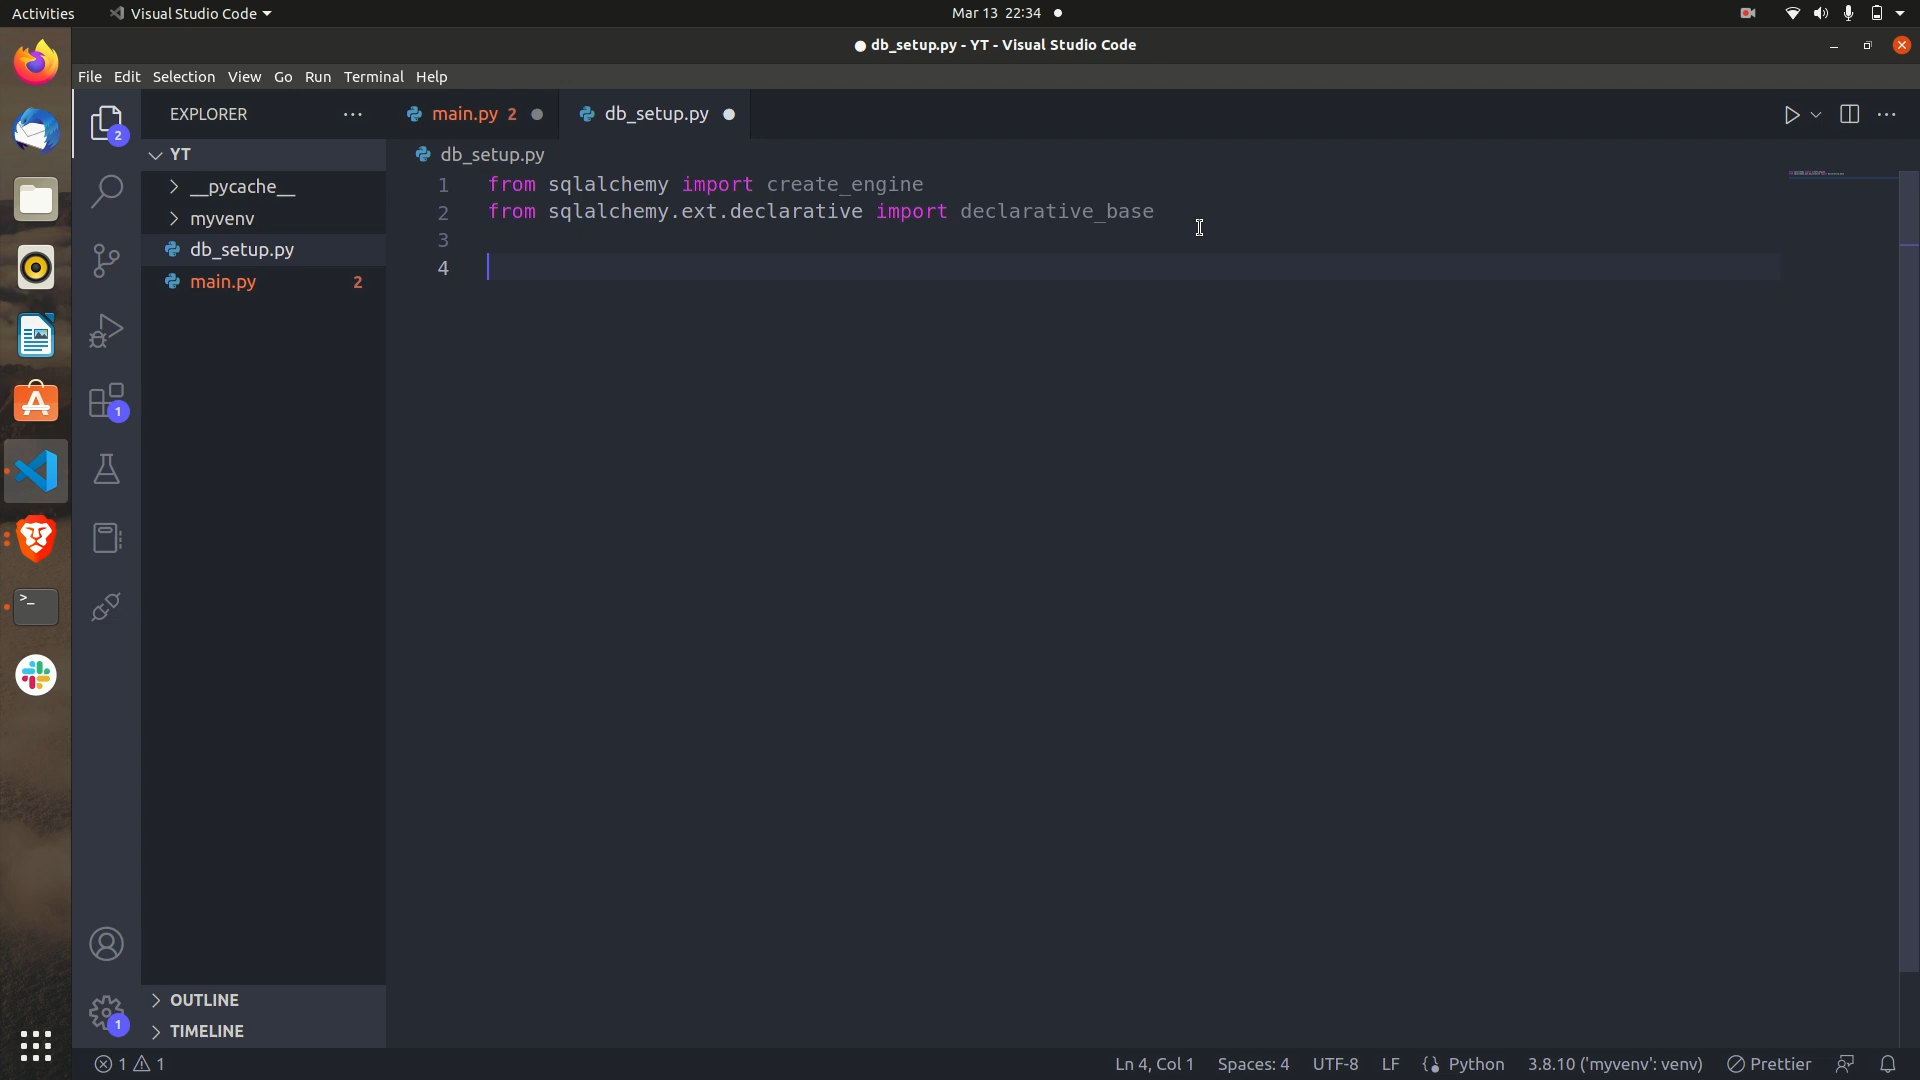 Activities
Visual Studio Code
Mar 13 22:34
db_setup.py - YT - Visual Studio Code
File Edit Selection View Go Run Terminal Help
EXPLORER
main.py 2
db_setup.py
YT
db_setup.py
__pycache__
myvenv
db_setup.py
main.py 2
1 from sqlalchemy import create_engine
2 from sqlalchemy.ext.declarative import declarative_base
3
4
2
1
1
OUTLINE
TIMELINE
1 1
Ln 4, Col 1 Spaces: 4 UTF-8 LF Python 3.8.10 ('myvenv': venv) Prettier